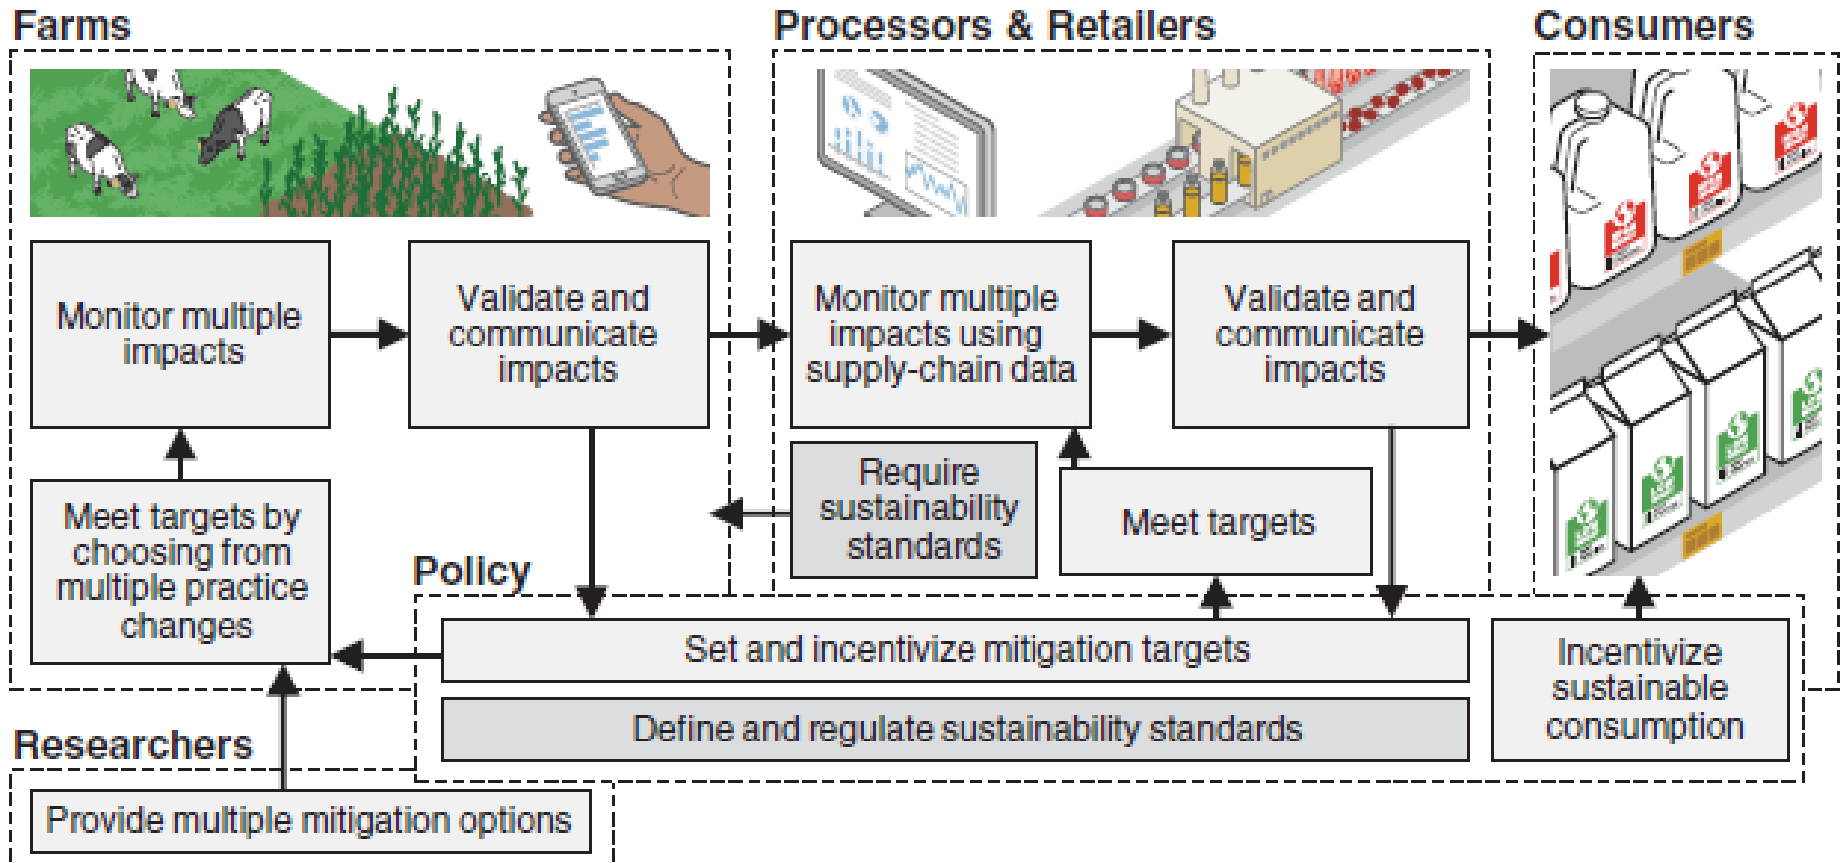 Farms
Processors & Retailers
Consumers
Monitor multiple
impacts
Validate and
communicate
impacts
Monitor multiple
impacts using
supply-chain data
Validate and
communicate
impacts
Meet targets by
choosing from
multiple practice
changes
Require
sustainability
standards
Meet targets
Policy
Set and incentivize mitigation targets
Define and regulate sustainability standards
Incentivize
sustainable
consumption
Researchers
Provide multiple mitigation options